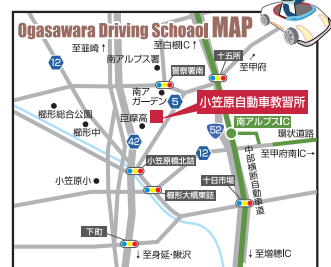 Ogasawara Driving Schoaol MAP
至韮崎↑
至白根IC↑
十五所
南アルプス署
至甲府
12
警察署南
南ア
ガーデン
5
小笠原自動車教習所
櫛形総合公園
櫛形中
巨摩高
南アルプスIC
52
環状道路
42
小笠原橋北詰
12
至甲府南IC→
小笠原小
中部横断自動車道
十日市場
櫛形大橋東詰
下町
↓至身延・鰍沢
↓至増穂IC